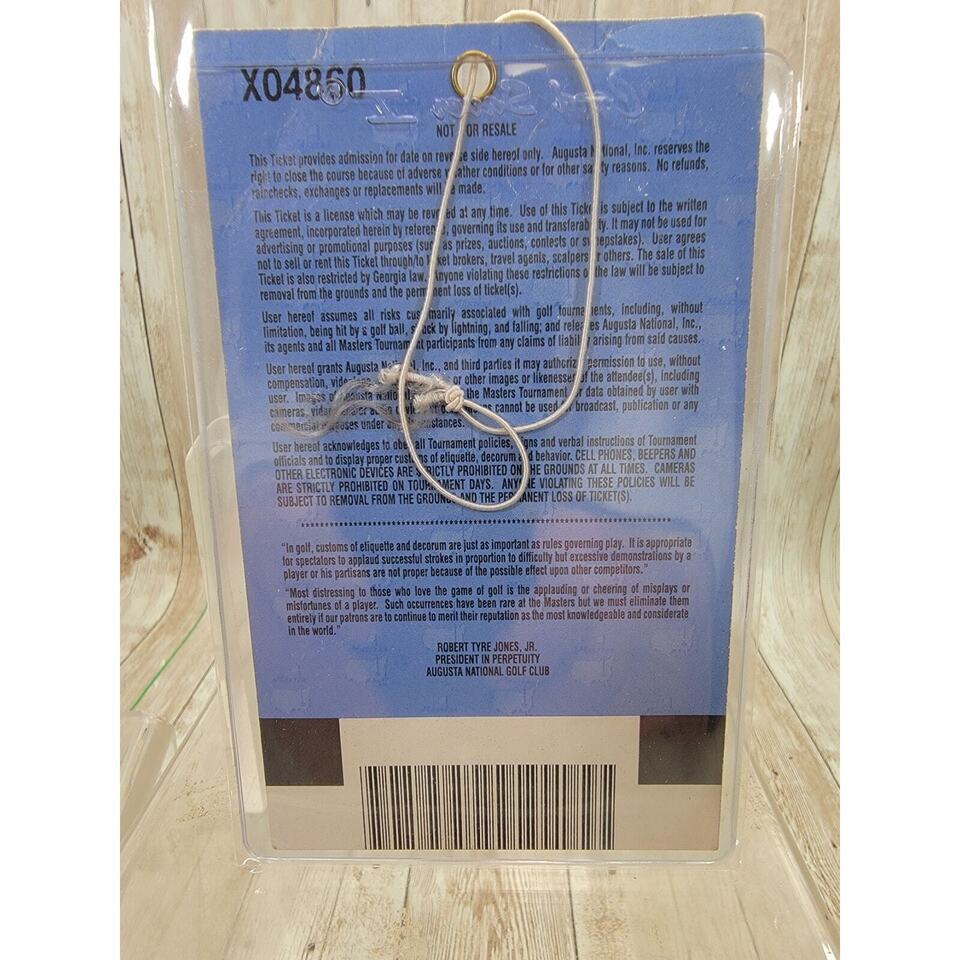 X04860
NOT FOR RESALE
This Ticket provides admission for date on reverse side hereof only. Augusta National, Inc. reserves the
right to close the course because of adverse weather conditions or for other safety reasons. No refunds,
rainchecks, exchanges or replacements will be made.
This Ticket is a license which may be revoked at any time. Use of this Ticket is subject to the written
agreement, incorporated herein by reference, governing its use and transferability. It may not be used for
advertising or promotional purposes (such as prizes, auctions, contests or sweepstakes). User agrees
not to sell or rent this Ticket through/to ticket brokers, travel agents, scalpers or others. The sale of this
Ticket is also restricted by Georgia law. Anyone violating these restrictions or the law will be subject to
removal from the grounds and the permanent loss of ticket(s).
User hereof assumes all risks customarily associated with golf tournaments, including, without
limitation, being hit by a golf ball, struck by lightning, and falling; and releases Augusta National, Inc.,
its agents and all Masters Tournament participants from any claims of liability arising from said causes.
User hereof grants Augusta National, Inc., and third parties it may authorize permission to use, without
compensation, video or other images or likenesses of the attendee(s), including
user. Images of Augusta National the Masters Tournament or data obtained by user with
cameras, video cannot be used for broadcast, publication or any
commercial purposes under circumstances.
User hereof acknowledges to obey all Tournament policies, signs and verbal instructions of Tournament
officials and to display proper customs of etiquette, decorum and behavior. CELL PHONES, BEEPERS AND
OTHER ELECTRONIC DEVICES ARE STRICTLY PROHIBITED ON THE GROUNDS AT ALL TIMES. CAMERAS
ARE STRICTLY PROHIBITED ON TOURNAMENT DAYS. ANYONE VIOLATING THESE POLICIES WILL BE
SUBJECT TO REMOVAL FROM THE GROUNDS AND THE PERMANENT LOSS OF TICKET(S).
"In golf, customs of etiquette and decorum are just as important as rules governing play. It is appropriate
for spectators to applaud successful strokes in proportion to difficulty but excessive demonstrations by a
player or his partisans are not proper because of the possible effect upon other competitors."
"Most distressing to those who love the game of golf is the applauding or cheering of misplays or
misfortunes of a player. Such occurrences have been rare at the Masters but we must eliminate them
entirely if our patrons are to continue to merit their reputation as the most knowledgeable and considerate
in the world."
ROBERT TYRE JONES, JR.
PRESIDENT IN PERPETUITY
AUGUSTA NATIONAL GOLF CLUB